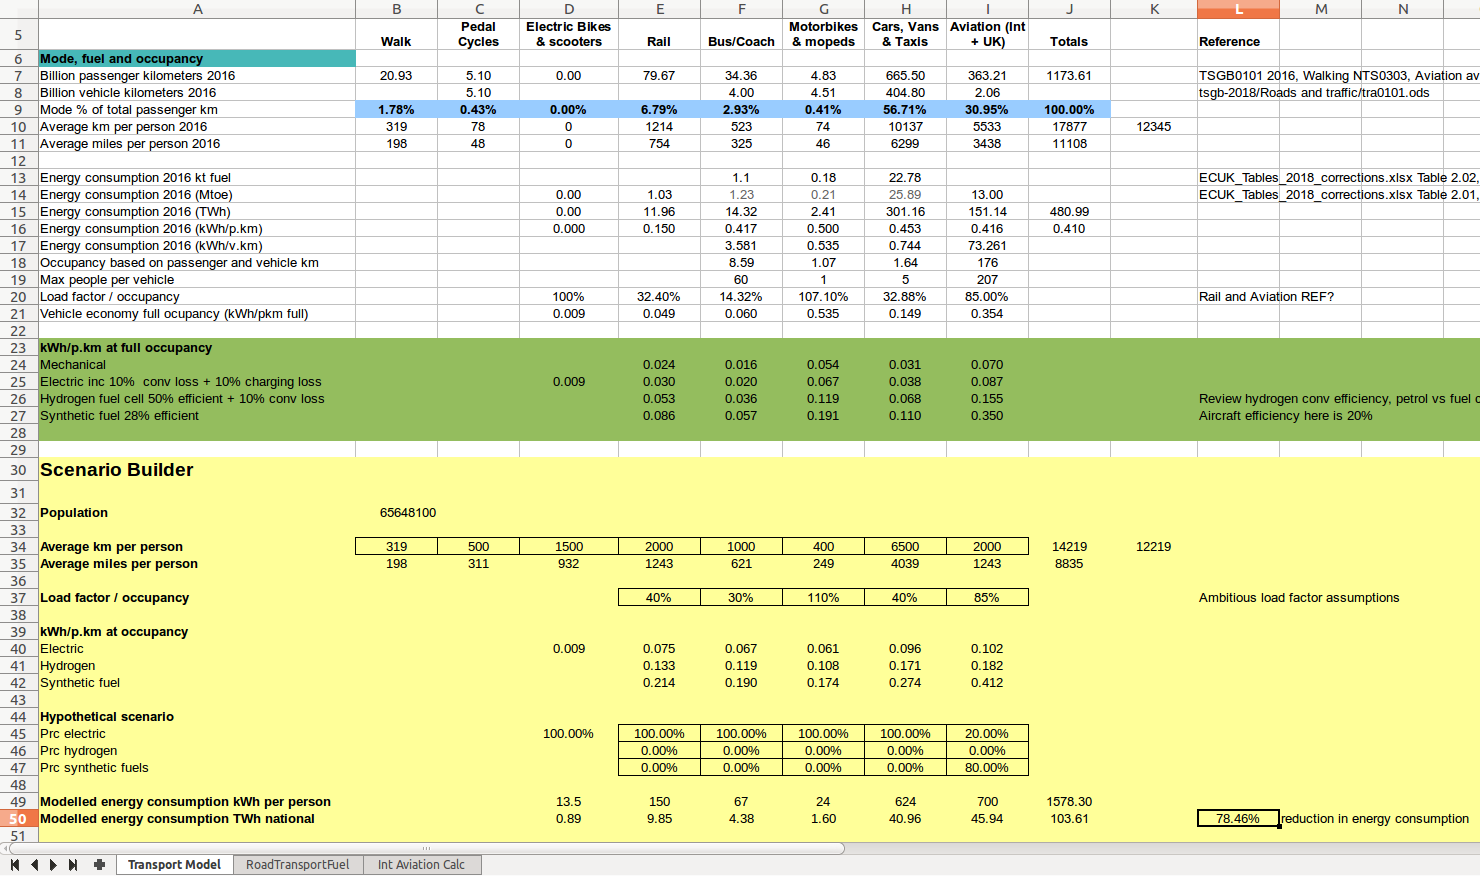 A B C D E F G H I J K L M N
5 Walk Pedal Cycles Electric Bikes & scooters Rail Bus/Coach Motorbikes & mopeds Cars, Vans & Taxis Aviation (Int + UK) Totals Reference
6 Mode, fuel and occupancy
7 Billion passenger kilometers 2016 20.93 5.10 0.00 79.67 34.36 4.83 665.50 363.21 1173.61 TSGB0101 2016, Walking NTS0303, Aviation av
8 Billion vehicle kilometers 2016 5.10 4.00 4.51 404.80 2.06 tsgb-2018/Roads and traffic/tra0101.ods
9 Mode % of total passenger km 1.78% 0.43% 0.00% 6.79% 2.93% 0.41% 56.71% 30.95% 100.00%
10 Average km per person 2016 319 78 0 1214 523 74 10137 5533 17877 12345
11 Average miles per person 2016 198 48 0 754 325 46 6299 3438 11108
12
13 Energy consumption 2016 kt fuel 1.1 0.18 22.78 ECUK_Tables_2018_corrections.xlsx Table 2.02,
14 Energy consumption 2016 (Mtoe) 0.00 1.03 1.23 0.21 25.89 13.00 ECUK_Tables_2018_corrections.xlsx Table 2.01,
15 Energy consumption 2016 (TWh) 0.00 11.96 14.32 2.41 301.16 151.14 480.99
16 Energy consumption 2016 (kWh/p.km) 0.000 0.150 0.417 0.500 0.453 0.416 0.410
17 Energy consumption 2016 (kWh/v.km) 3.581 0.535 0.744 73.261
18 Occupancy based on passenger and vehicle km 8.59 1.07 1.64 176
19 Max people per vehicle 60 1 5 207
20 Load factor / occupancy 100% 32.40% 14.32% 107.10% 32.88% 85.00% Rail and Aviation REF?
21 Vehicle economy full ocupancy (kWh/pkm full) 0.009 0.049 0.060 0.535 0.149 0.354
22
23 kWh/p.km at full occupancy
24 Mechanical 0.024 0.016 0.054 0.031 0.070
25 Electric inc 10% conv loss + 10% charging loss 0.009 0.030 0.020 0.067 0.038 0.087
26 Hydrogen fuel cell 50% efficient + 10% conv loss 0.053 0.036 0.119 0.068 0.155 Review hydrogen conv efficiency, petrol vs fuel c
27 Synthetic fuel 28% efficient 0.086 0.057 0.191 0.110 0.350 Aircraft efficiency here is 20%
28
29
30 Scenario Builder
31
32 Population 65648100
33
34 Average km per person 319 500 1500 2000 1000 400 6500 2000 14219 12219
35 Average miles per person 198 311 932 1243 621 249 4039 1243 8835
36
37 Load factor / occupancy 40% 30% 110% 40% 85% Ambitious load factor assumptions
38
39 kWh/p.km at occupancy
40 Electric 0.009 0.075 0.067 0.061 0.096 0.102
41 Hydrogen 0.133 0.119 0.108 0.171 0.182
42 Synthetic fuel 0.214 0.190 0.174 0.274 0.412
43
44 Hypothetical scenario
45 Prc electric 100.00% 100.00% 100.00% 100.00% 100.00% 20.00%
46 Prc hydrogen 0.00% 0.00% 0.00% 0.00% 0.00%
47 Prc synthetic fuels 0.00% 0.00% 0.00% 0.00% 80.00%
48
49 Modelled energy consumption kWh per person 13.5 150 67 24 624 700 1578.30
50 Modelled energy consumption TWh national 0.89 9.85 4.38 1.60 40.96 45.94 103.61 78.46% reduction in energy consumption
51
Transport Model RoadTransportFuel Int Aviation Calc